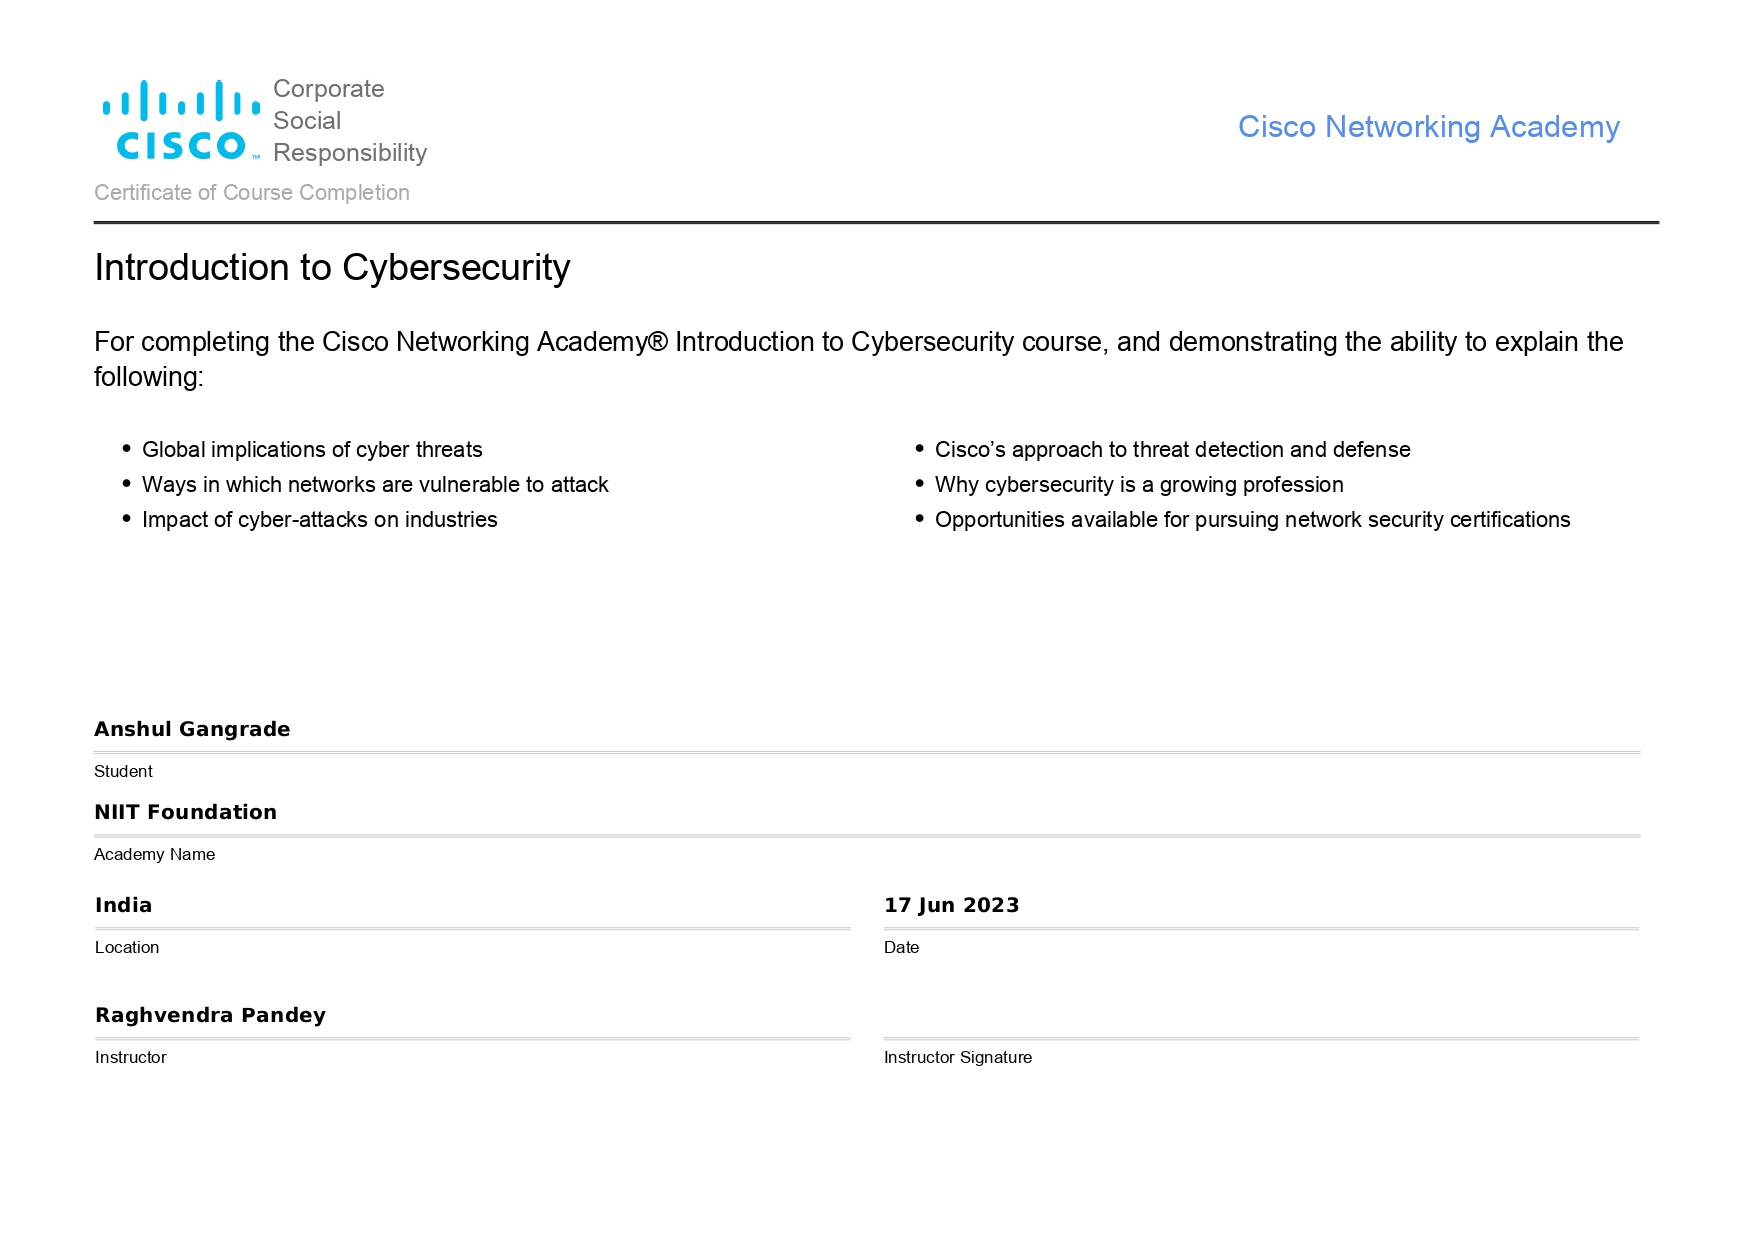 Corporate
Social
Responsibility
CISCO™
Cisco Networking Academy
Certificate of Course Completion
Introduction to Cybersecurity
For completing the Cisco Networking Academy® Introduction to Cybersecurity course, and demonstrating the ability to explain the
following:
• Global implications of cyber threats
• Ways in which networks are vulnerable to attack
• Impact of cyber-attacks on industries
• Cisco’s approach to threat detection and defense
• Why cybersecurity is a growing profession
• Opportunities available for pursuing network security certifications
Anshul Gangrade
Student
NIIT Foundation
Academy Name
India
Location
17 Jun 2023
Date
Raghvendra Pandey
Instructor
Instructor Signature